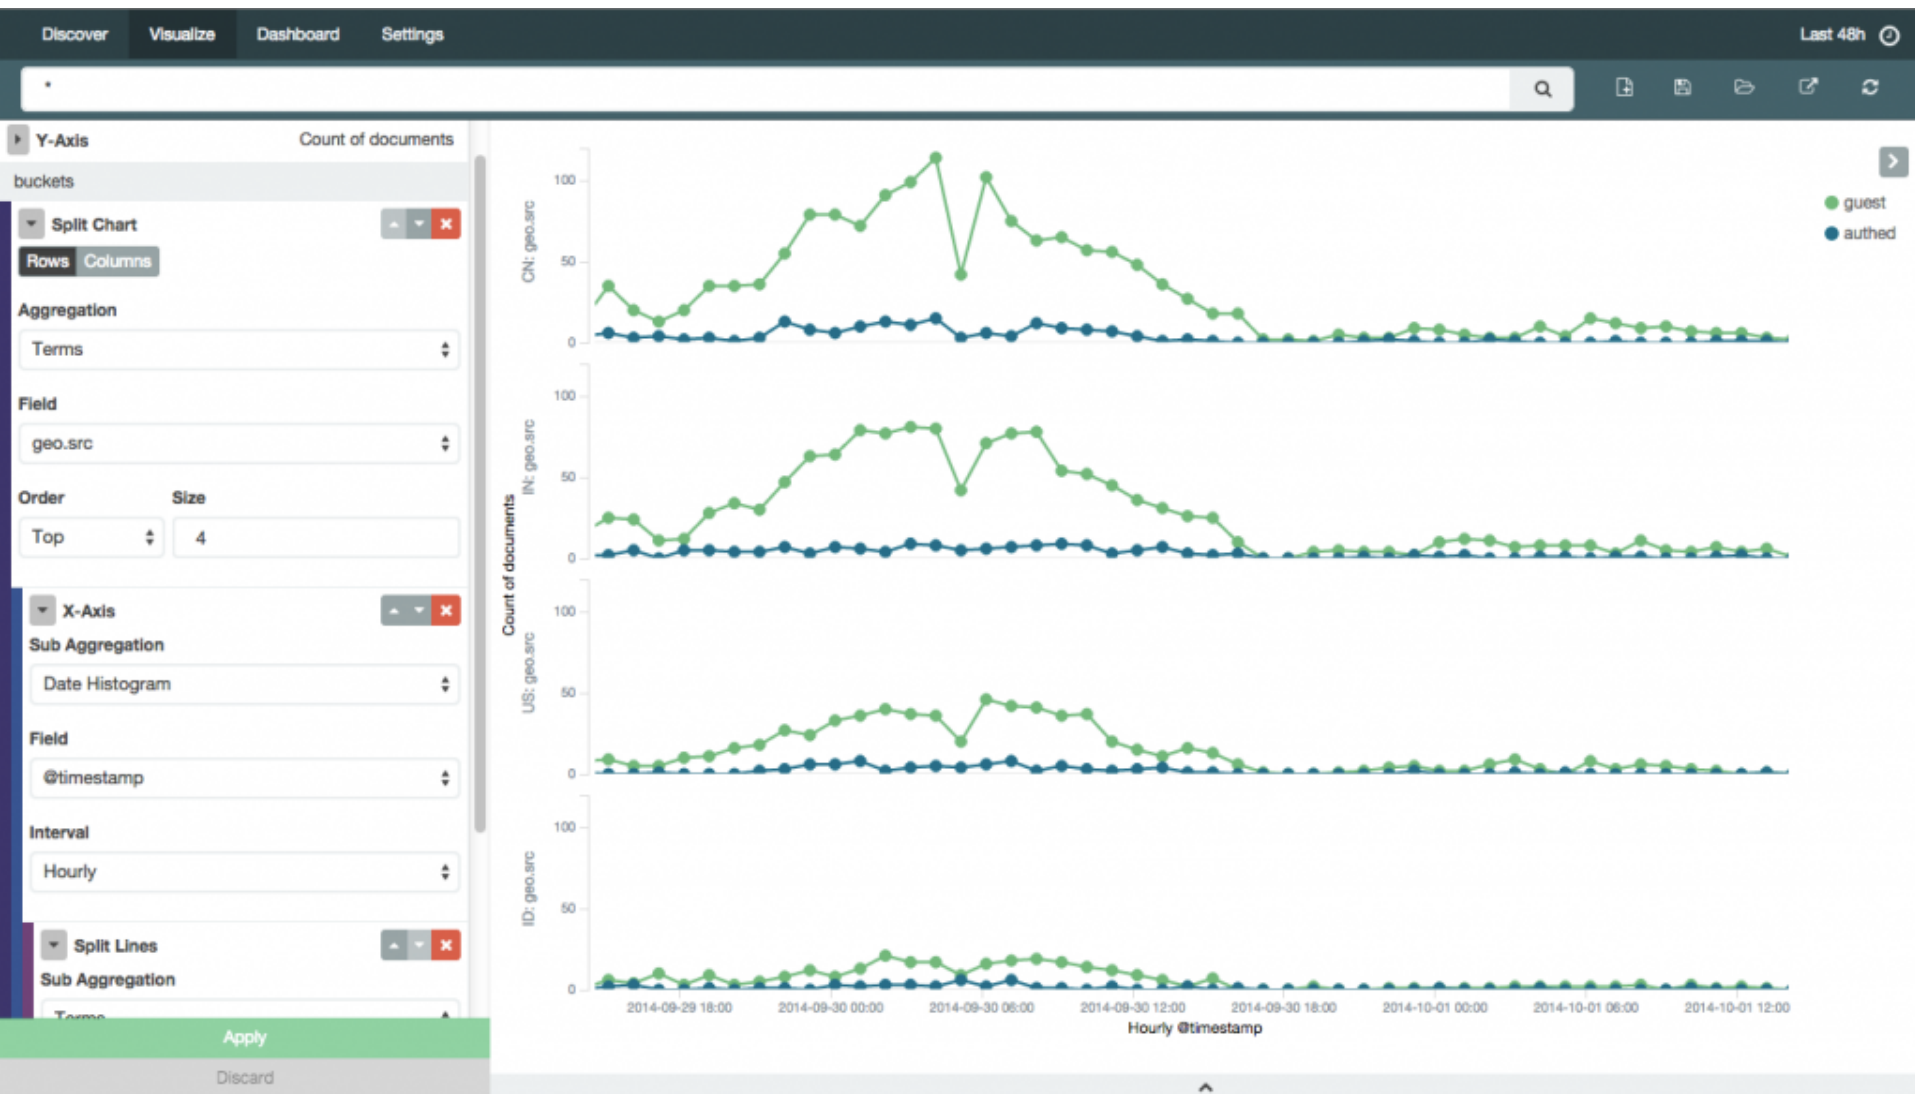 Discover Visualize Dashboard Settings Last 48h
*
Y-Axis Count of documents
buckets
Split Chart
Rows Columns
Aggregation
Terms
Field
geo.src
Order Size
Top 4
X-Axis
Sub Aggregation
Date Histogram
Field
@timestamp
Interval
Hourly
Split Lines
Sub Aggregation
Terms
Apply
Discard
Count of documents
CN: geo.src
100
50
0
IN: geo.src
100
50
0
US: geo.src
100
50
0
ID: geo.src
100
50
0
2014-09-29 18:00 2014-09-30 00:00 2014-09-30 06:00 2014-09-30 12:00 2014-09-30 18:00 2014-10-01 00:00 2014-10-01 06:00 2014-10-01 12:00
Hourly @timestamp
guest
authed